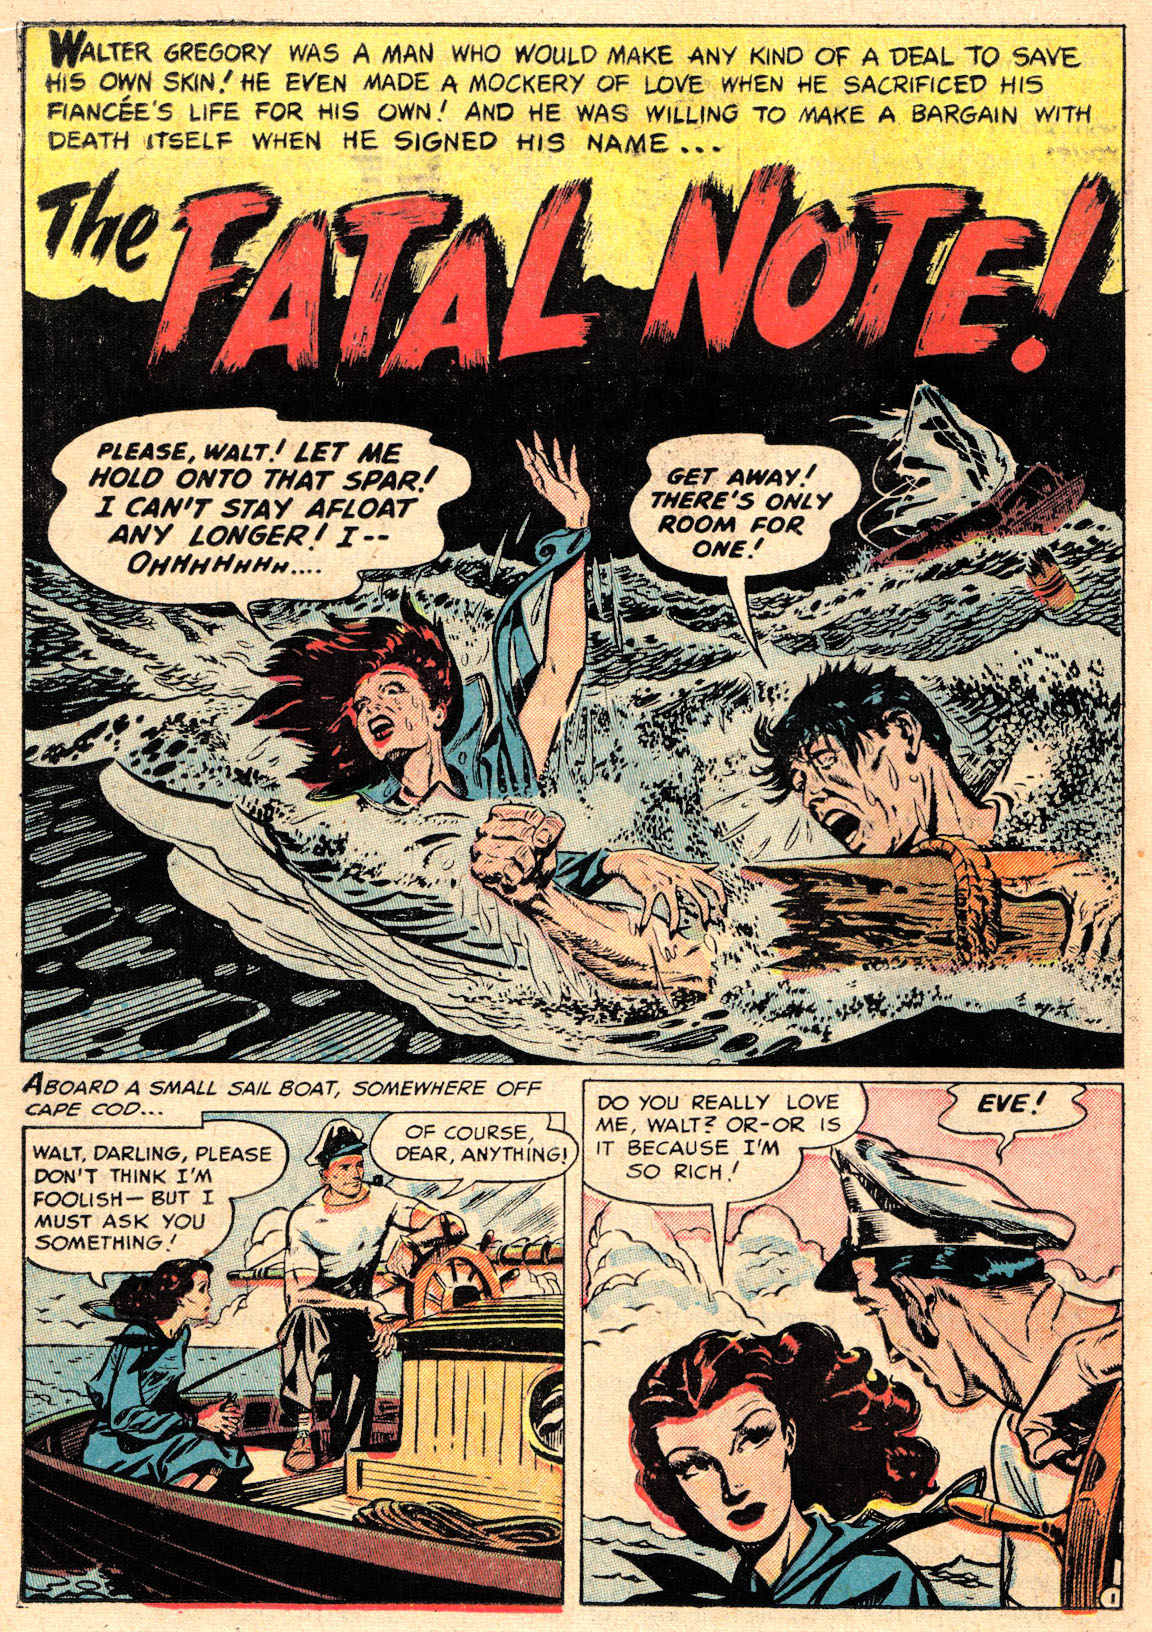 WALTER GREGORY WAS A MAN WHO WOULD MAKE ANY KIND OF A DEAL TO SAVE
HIS OWN SKIN! HE EVEN MADE A MOCKERY OF LOVE WHEN HE SACRIFICED HIS
FIANCÉE'S LIFE FOR HIS OWN! AND HE WAS WILLING TO MAKE A BARGAIN WITH
DEATH ITSELF WHEN HE SIGNED HIS NAME...
The FATAL NOTE!
PLEASE, WALT! LET ME
HOLD ONTO THAT SPAR!
I CAN'T STAY AFLOAT
ANY LONGER! I--
OHHHHHHH....
GET AWAY!
THERE'S ONLY
ROOM FOR
ONE!
ABOARD A SMALL SAIL BOAT, SOMEWHERE OFF
CAPE COD...
WALT, DARLING, PLEASE
DON'T THINK I'M
FOOLISH—BUT I
MUST ASK YOU
SOMETHING!
OF COURSE,
DEAR, ANYTHING!
DO YOU REALLY LOVE
ME, WALT? OR-OR IS
IT BECAUSE I'M
SO RICH!
EVE!
1